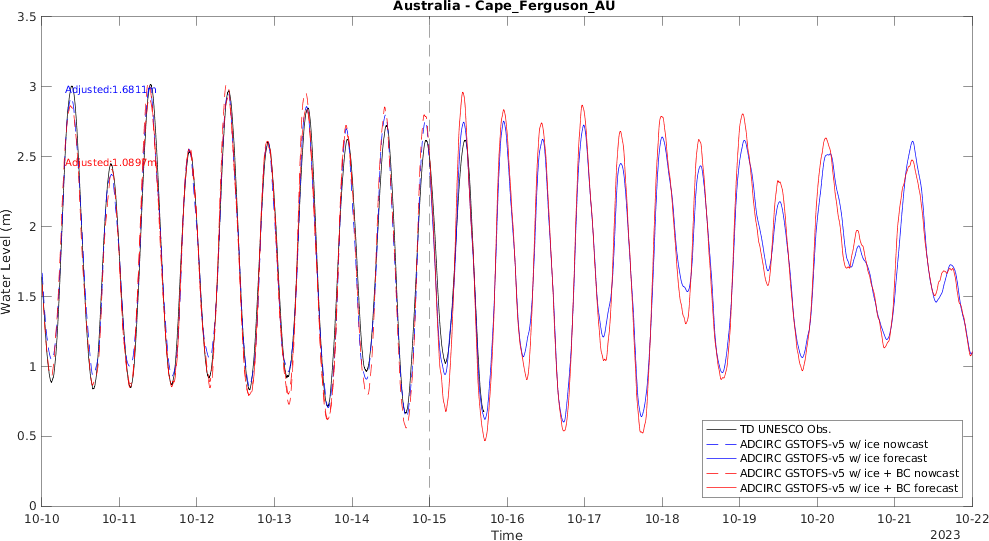 Australia - Cape_Ferguson_AU
3.5
3
2.5
2
1.5
1
0.5
0
Water Level (m)
Adjusted:1.6811m
Adjusted:1.0897m
TD UNESCO Obs.
ADCIRC GSTOFS-v5 w/ ice nowcast
ADCIRC GSTOFS-v5 w/ ice forecast
ADCIRC GSTOFS-v5 w/ ice + BC nowcast
ADCIRC GSTOFS-v5 w/ ice + BC forecast
10-10 10-11 10-12 10-13 10-14 10-15 10-16 10-17 10-18 10-19 10-20 10-21 10-22
Time
2023